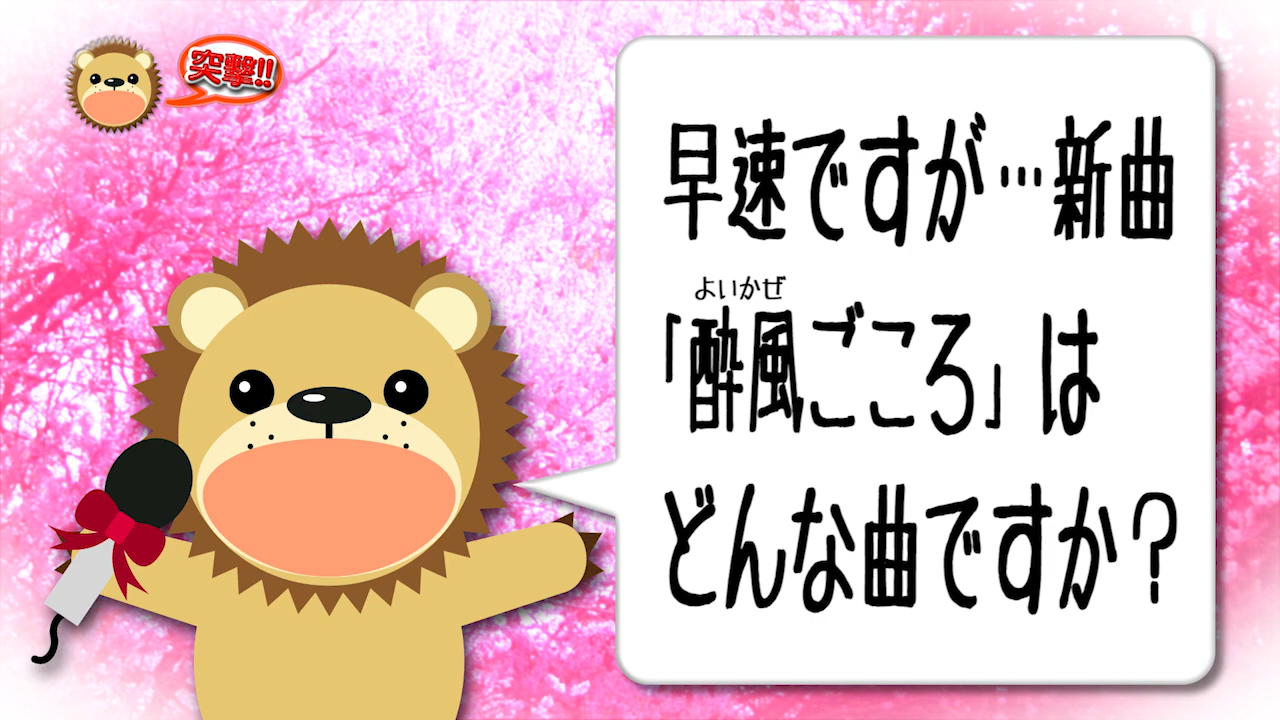 突撃!!
早速ですが…新曲
よいかぜ
「酔風ごころ」は
どんな曲ですか？